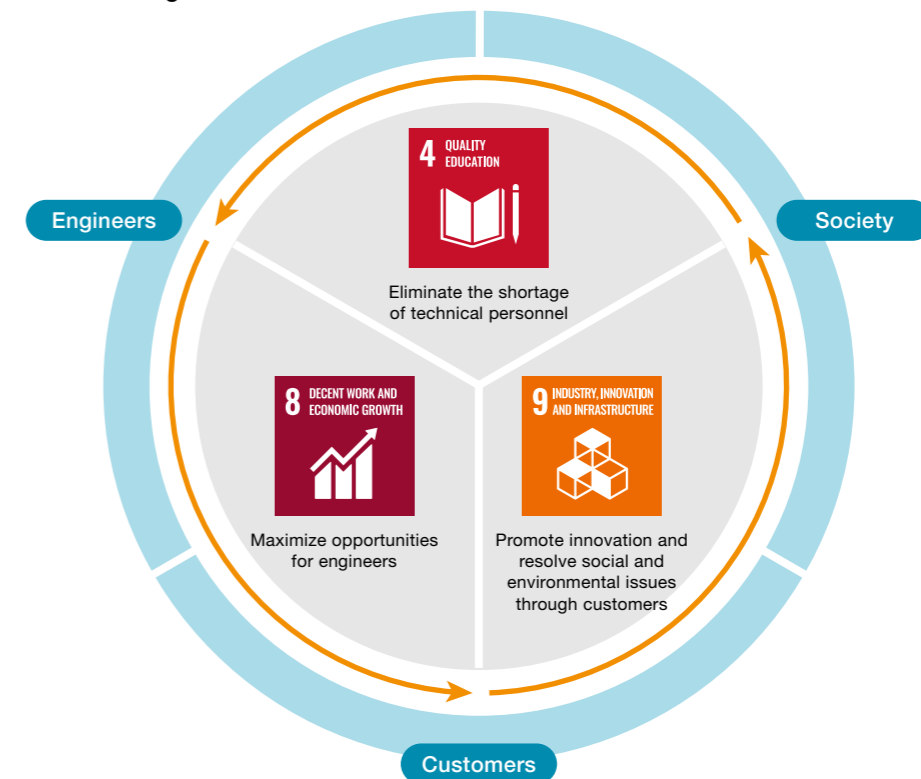 4 QUALITY
EDUCATION
Eliminate the shortage
of technical personnel
Engineers
Society
8 DECENT WORK AND
ECONOMIC GROWTH
Maximize opportunities
for engineers
9 INDUSTRY, INNOVATION
AND INFRASTRUCTURE
Promote innovation and
resolve social and
environmental issues
through customers
Customers